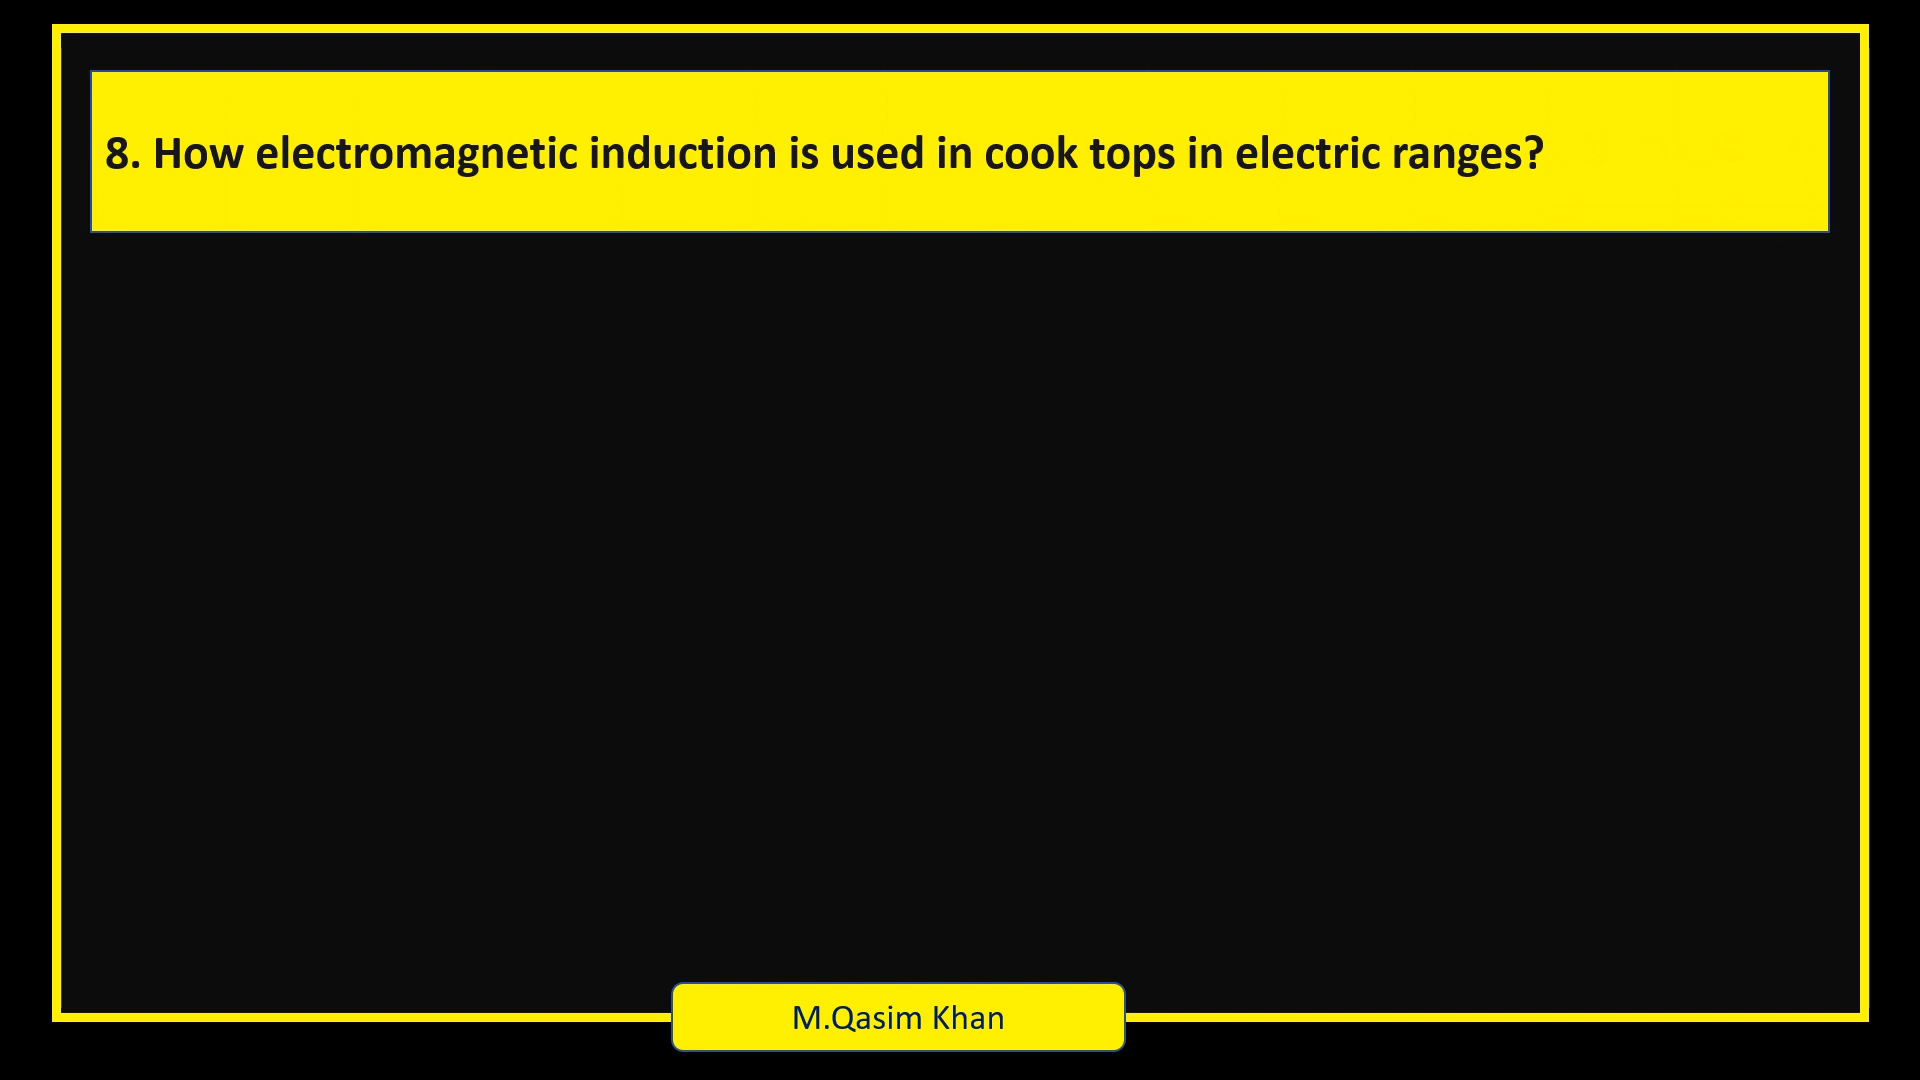 8. How electromagnetic induction is used in cook tops in electric ranges?
M.Qasim Khan